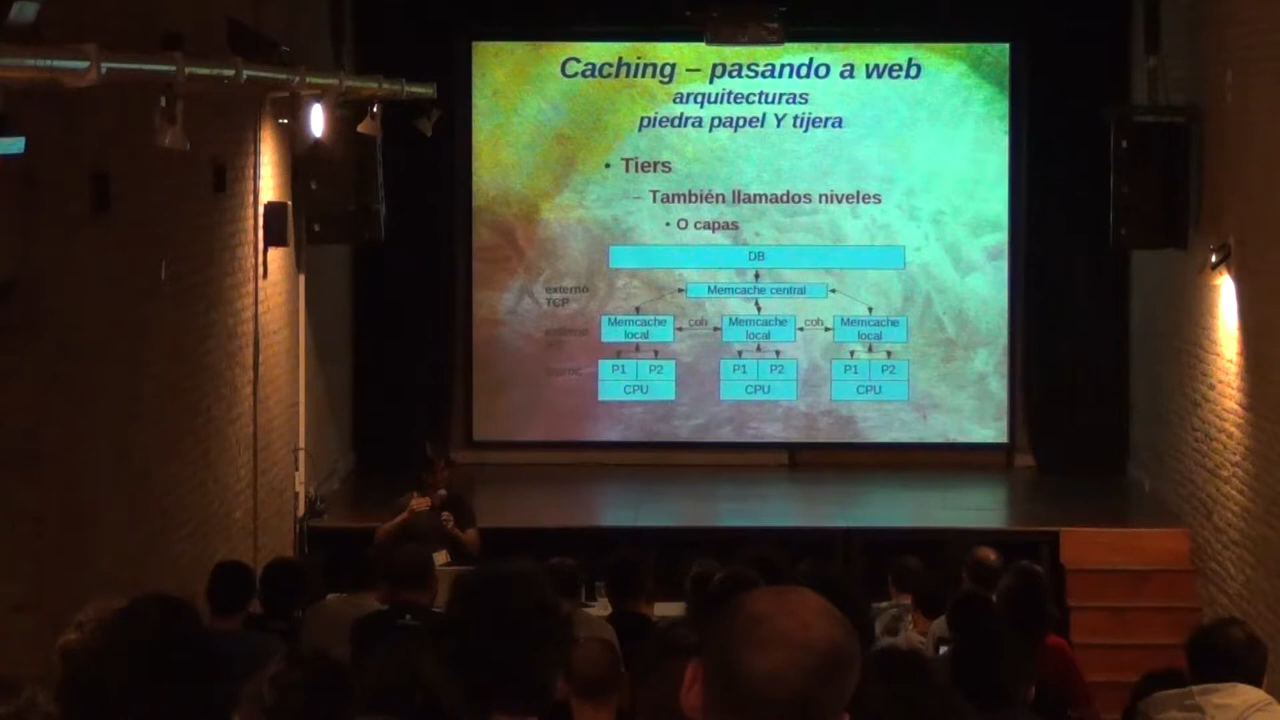 Caching – pasando a web
arquitecturas
piedra papel Y tijera
• Tiers
– También llamados niveles
• O capas
DB
externo
TCP
Memcache central
Memcache
local
coh
Memcache
local
coh
Memcache
local
P1 P2
P1 P2
P1 P2
CPU
CPU
CPU